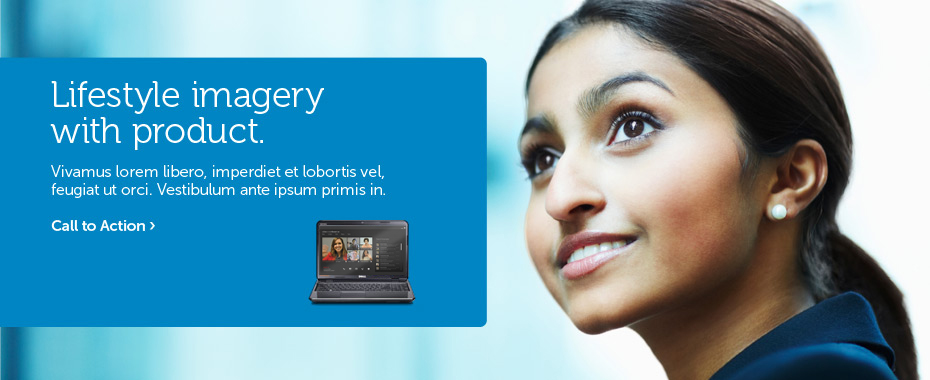 Lifestyle imagery
with product.
Vivamus lorem libero, imperdiet et lobortis vel,
feugiat ut orci. Vestibulum ante ipsum primis in.
Call to Action ›
DELL